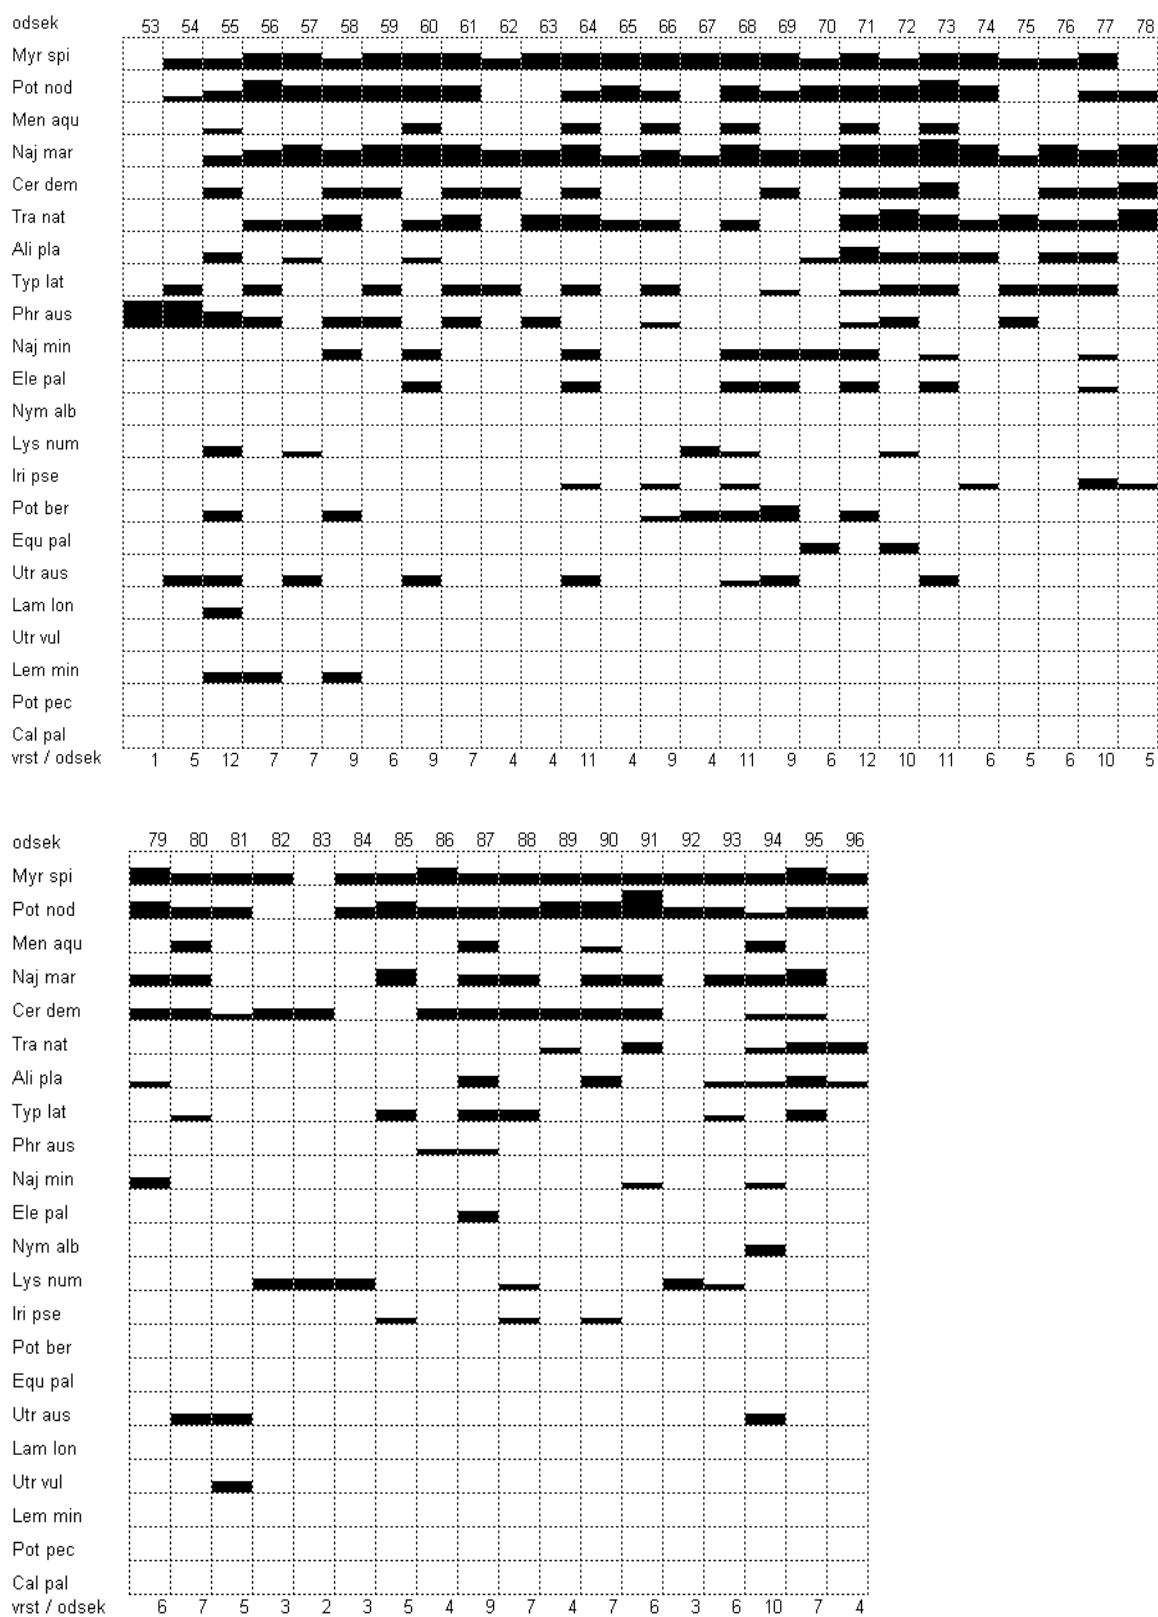 odsek 53 54 55 56 57 58 59 60 61 62 63 64 65 66 67 68 69 70 71 72 73 74 75 76 77 78
Myr spi
Pot nod
Men aqu
Naj mar
Cer dem
Tra nat
Ali pla
Typ lat
Phr aus
Naj min
Ele pal
Nym alb
Lys num
Iri pse
Pot ber
Equ pal
Utr aus
Lam lon
Utr vul
Lem min
Pot pec
Cal pal
vrst / odsek 1 5 12 7 7 9 6 9 7 4 4 11 4 9 4 11 9 6 12 10 11 6 5 6 10 5
odsek 79 80 81 82 83 84 85 86 87 88 89 90 91 92 93 94 95 96
Myr spi
Pot nod
Men aqu
Naj mar
Cer dem
Tra nat
Ali pla
Typ lat
Phr aus
Naj min
Ele pal
Nym alb
Lys num
Iri pse
Pot ber
Equ pal
Utr aus
Lam lon
Utr vul
Lem min
Pot pec
Cal pal
vrst / odsek 6 7 5 3 2 3 5 4 9 7 4 7 6 3 6 10 7 4